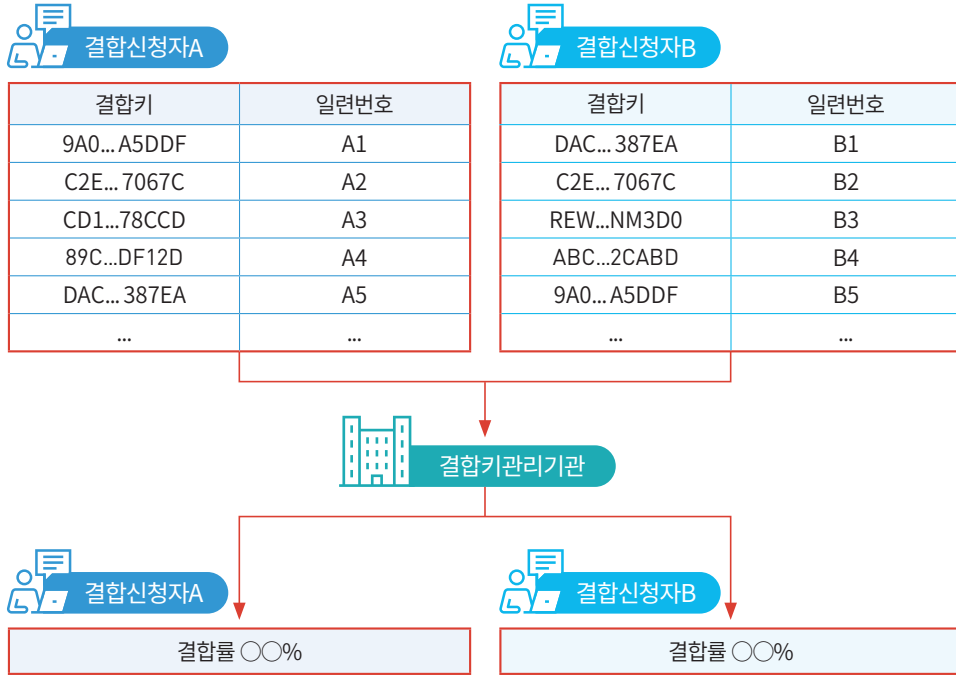 결합신청자A
결합키 일련번호
9A0... A5DDF A1
C2E... 7067C A2
CD1...78CCD A3
89C...DF12D A4
DAC... 387EA A5
... ...
결합신청자B
결합키 일련번호
DAC... 387EA B1
C2E... 7067C B2
REW...NM3D0 B3
ABC...2CABD B4
9A0... A5DDF B5
... ...
결합키관리기관
결합신청자A
결합률 ○○%
결합신청자B
결합률 ○○%